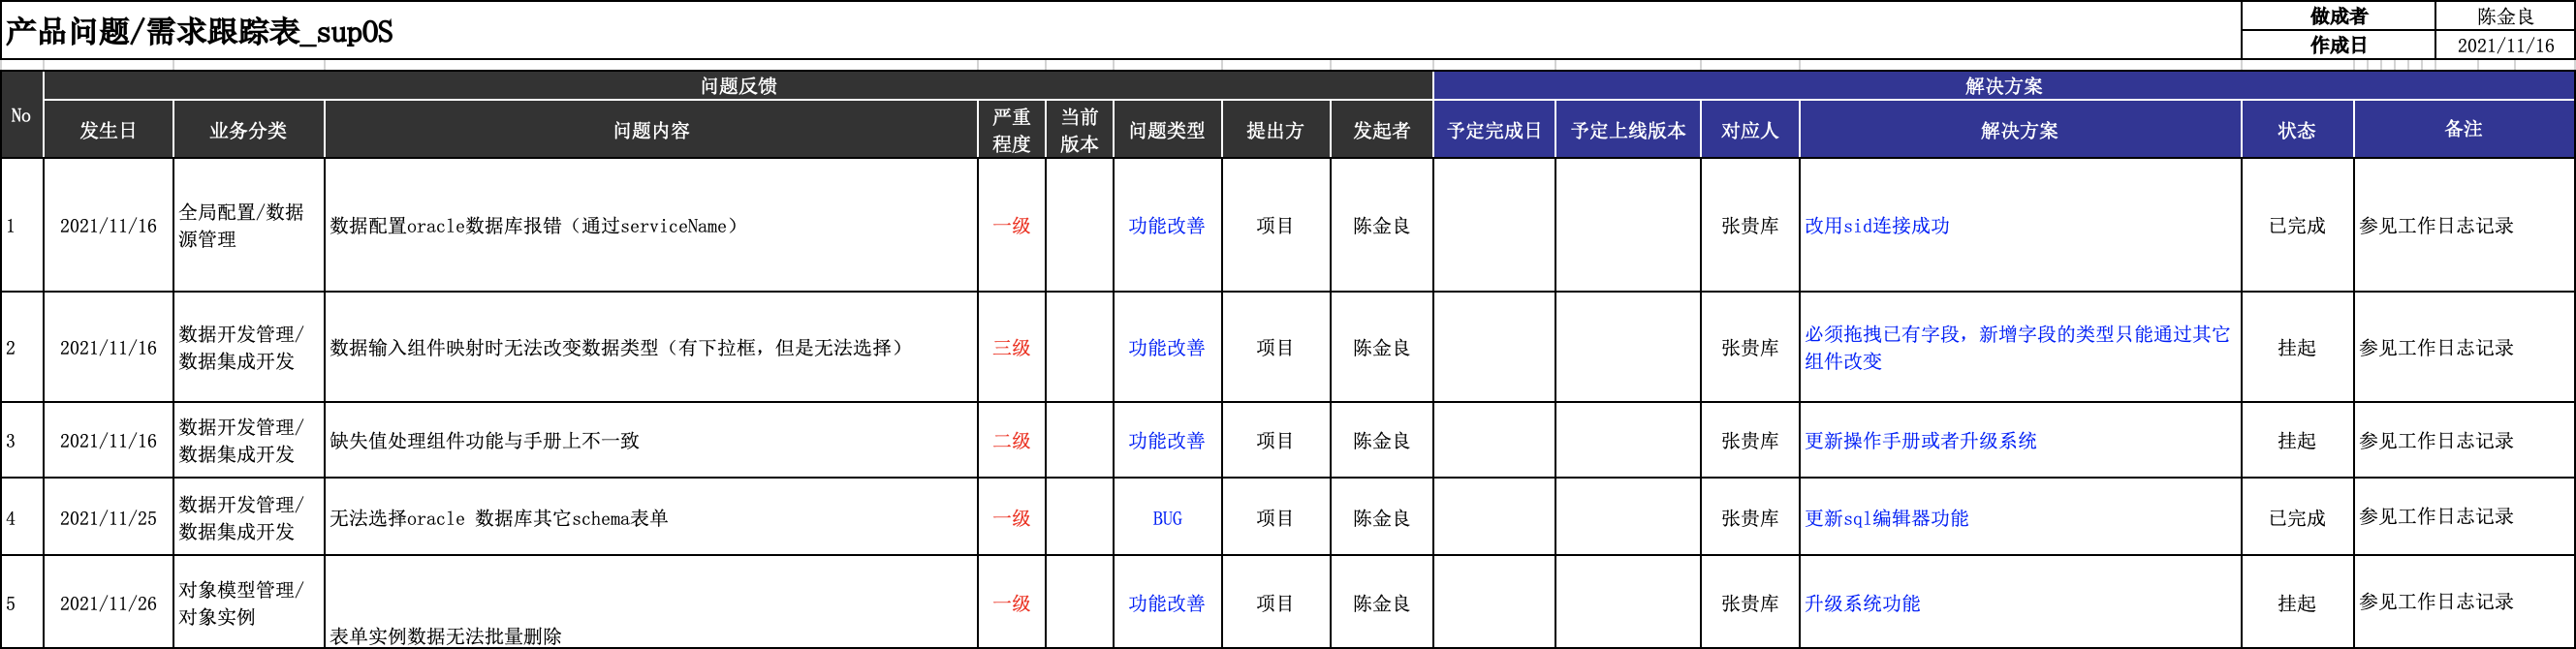 产品问题/需求跟踪表_supOS
做成者 陈金良
作成日 2021/11/16
No 问题反馈 解决方案
发生日 业务分类 问题内容 严重程度 当前版本 问题类型 提出方 发起者 予定完成日 予定上线版本 对应人 解决方案 状态 备注
1 2021/11/16 全局配置/数据源管理 数据配置oracle数据库报错（通过serviceName） 一级 功能改善 项目 陈金良 张贵库 改用sid连接成功 已完成 参见工作日志记录
2 2021/11/16 数据开发管理/数据集成开发 数据输入组件映射时无法改变数据类型（有下拉框，但是无法选择） 三级 功能改善 项目 陈金良 张贵库 必须拖拽已有字段，新增字段的类型只能通过其它组件改变 挂起 参见工作日志记录
3 2021/11/16 数据开发管理/数据集成开发 缺失值处理组件功能与手册上不一致 二级 功能改善 项目 陈金良 张贵库 更新操作手册或者升级系统 挂起 参见工作日志记录
4 2021/11/25 数据开发管理/数据集成开发 无法选择oracle 数据库其它schema表单 一级 BUG 项目 陈金良 张贵库 更新sql编辑器功能 已完成 参见工作日志记录
5 2021/11/26 对象模型管理/对象实例 表单实例数据无法批量删除 一级 功能改善 项目 陈金良 张贵库 升级系统功能 挂起 参见工作日志记录